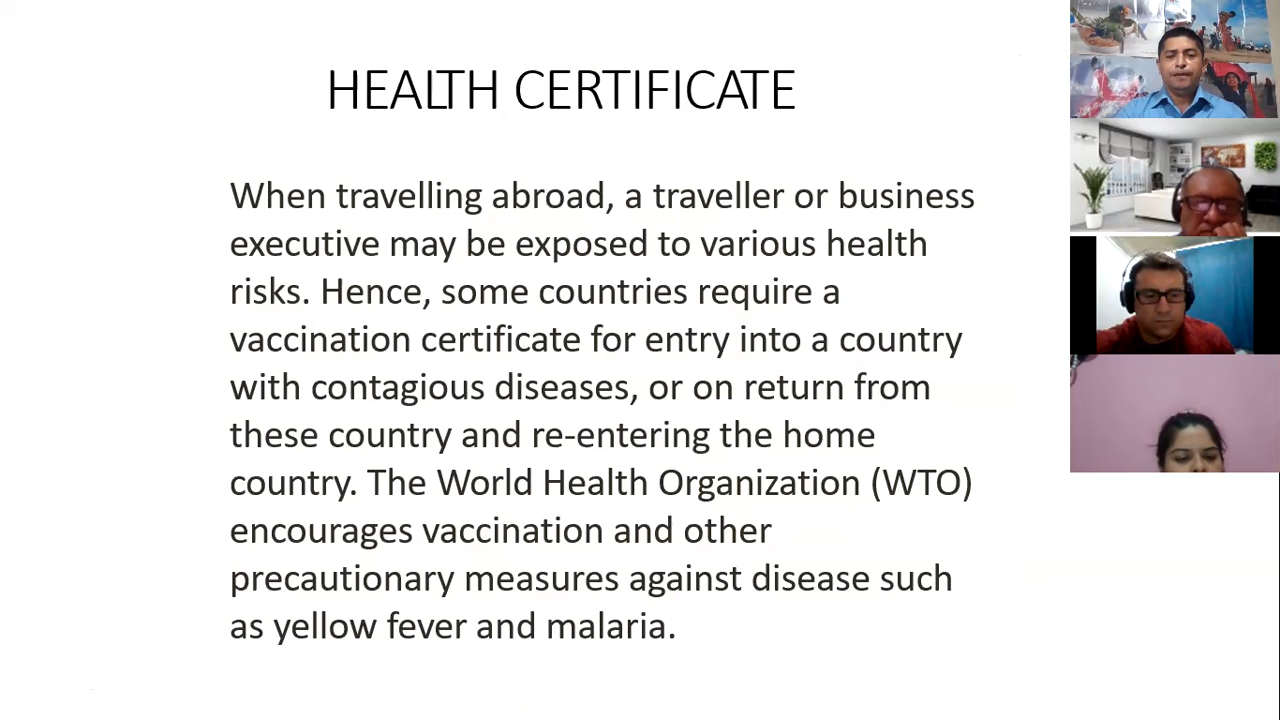 HEALTH CERTIFICATE
When travelling abroad, a traveller or business
executive may be exposed to various health
risks. Hence, some countries require a
vaccination certificate for entry into a country
with contagious diseases, or on return from
these country and re-entering the home
country. The World Health Organization (WTO)
encourages vaccination and other
precautionary measures against disease such
as yellow fever and malaria.